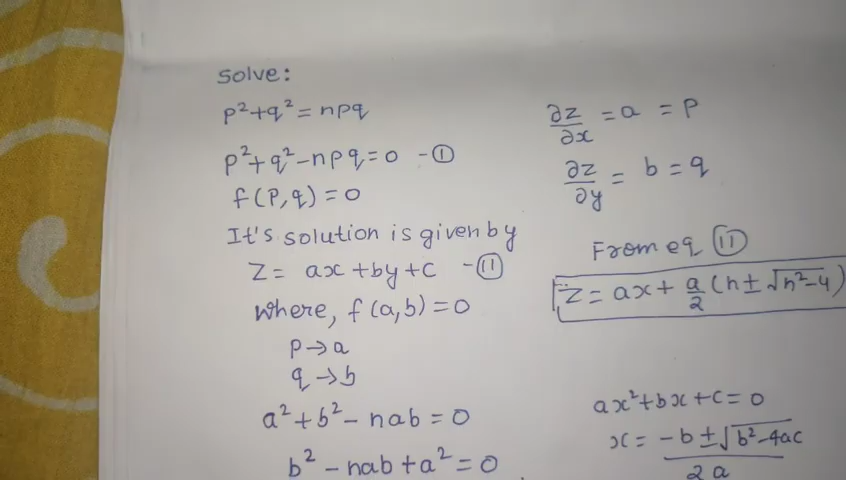 Solve:
p²+q² = npq
p²+q²-npq=0 -①
f(p,q)=0
It's solution is given by
Z = ax+by+c -⑪
where, f(a,b)=0
p→a
q→b
a²+b²-nab=0
b²-nab+a²=0
∂z/∂x = a = p
∂z/∂y = b = q
From eq ⑪
Z = ax + a/2 (n ± √n²-4)
ax²+bx+c=0
x = -b ± √b²-4ac / 2a